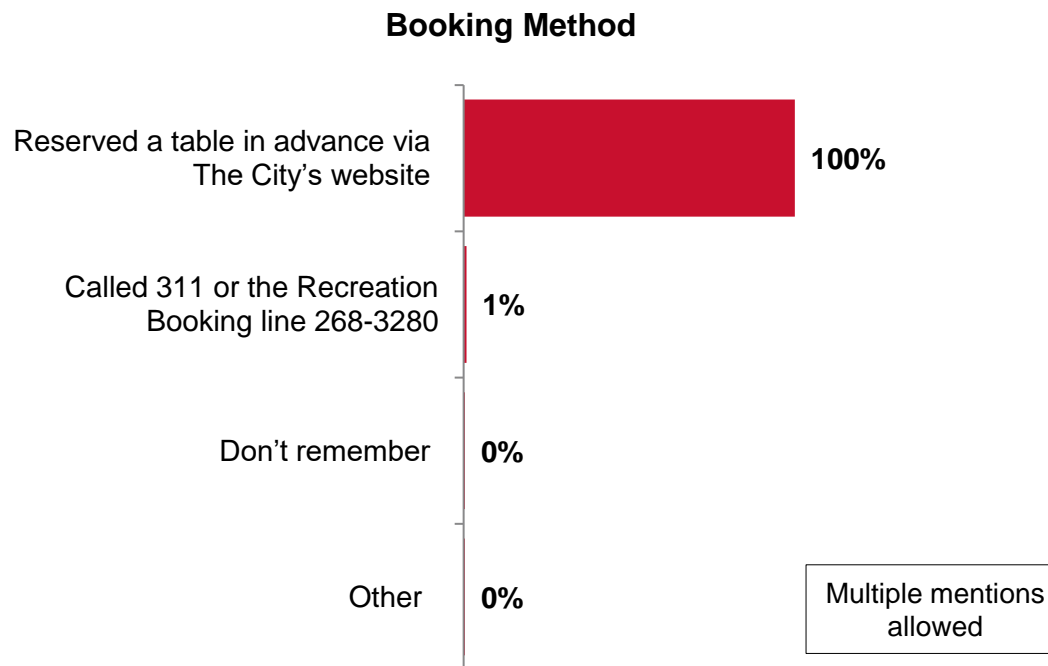 Booking Method
Reserved a table in advance via
The City’s website
100%
Called 311 or the Recreation
Booking line 268-3280
1%
Don’t remember
0%
Other
0%
Multiple mentions
allowed